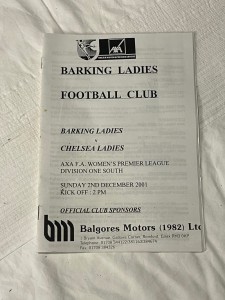 AXA
BARKING LADIES
FOOTBALL CLUB
BARKING LADIES
v
CHELSEA LADIES
AXA F.A. WOMEN'S PREMIER LEAGUE
DIVISION ONE SOUTH
SUNDAY 2ND DECEMBER 2001
KICK OFF : 2 PM
OFFICIAL CLUB SPONSORS
bm Balgores Motors (1982) Ltd